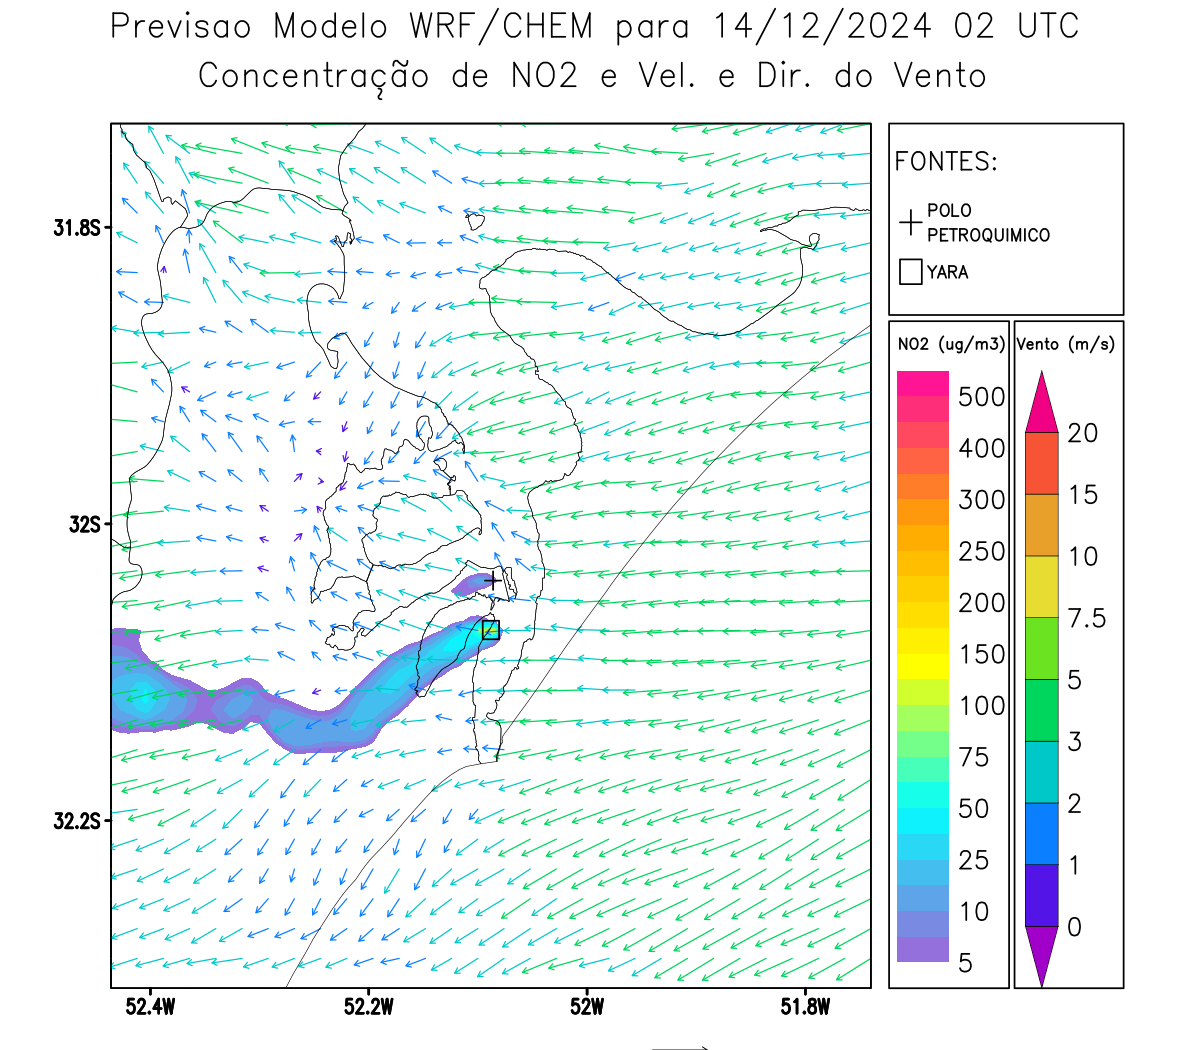 Previsao Modelo WRF/CHEM para 14/12/2024 02 UTC
Concentração de NO2 e Vel. e Dir. do Vento
FONTES:
POLO
PETROQUIMICO
YARA
31.8S
32S
32.2S
52.4W
52.2W
52W
51.8W
NO2 (ug/m3)
500
400
300
250
200
150
100
75
50
25
10
5
Vento (m/s)
20
15
10
7.5
5
3
2
1
0